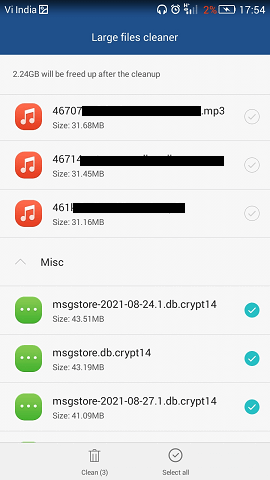 Vi India 2% 17:54
Large files cleaner
2.24GB will be freed up after the cleanup
46707 .mp3
Size: 31.68MB
46714
Size: 31.45MB
461
Size: 31.16MB
Misc
msgstore-2021-08-24.1.db.crypt14
Size: 43.51MB
msgstore.db.crypt14
Size: 43.19MB
msgstore-2021-08-27.1.db.crypt14
Size: 41.09MB
Clean (3) Select all